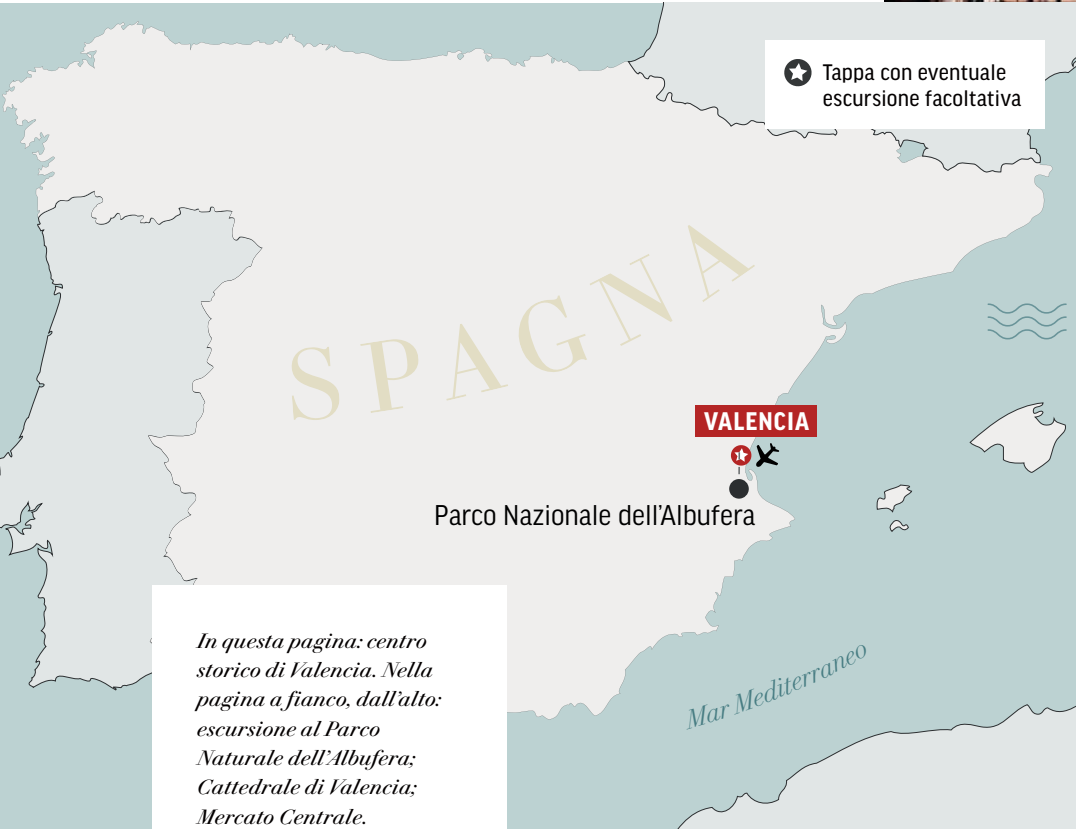 Tappa con eventuale
escursione facoltativa
SPAGNA
VALENCIA
Parco Nazionale dell'Albufera
Mar Mediterraneo
In questa pagina: centro
storico di Valencia. Nella
pagina a fianco, dall'alto:
escursione al Parco
Naturale dell'Albufera;
Cattedrale di Valencia;
Mercato Centrale.